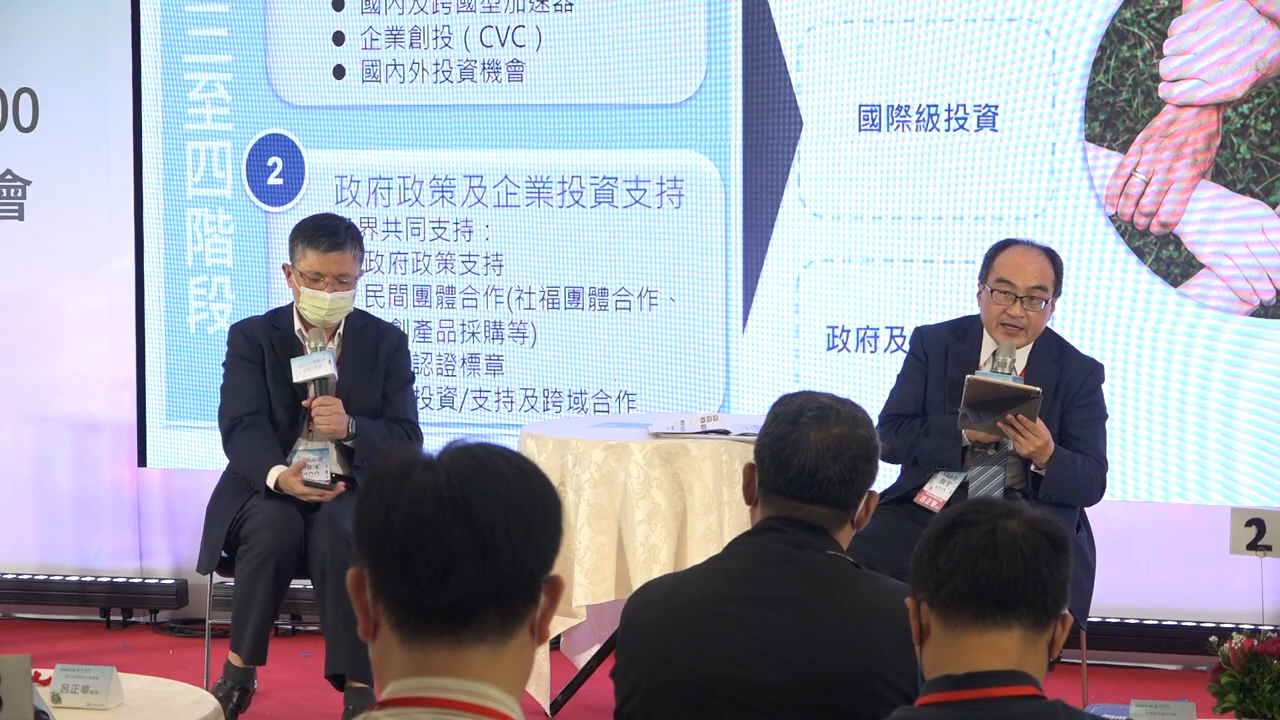 00
會
三至四階段
國內及跨國型加速器
企業創投（CVC）
國內外投資機會
2
政府政策及企業投資支持
界共同支持：
政府政策支持
民間團體合作(社福團體合作、
創產品採購等)
認證標章
投資/支持及跨域合作
國際級投資
政府及
2
呂正華